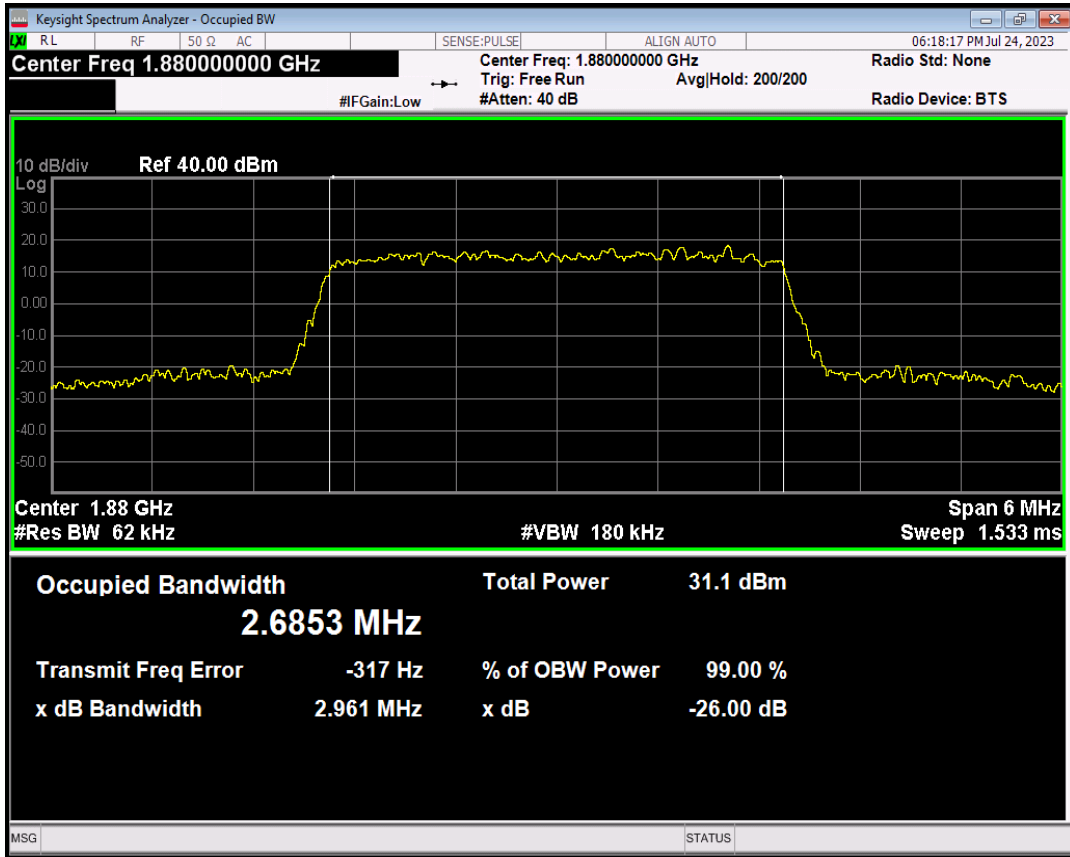 Keysight Spectrum Analyzer - Occupied BW
LXI RL RF 50 Ω AC SENSE:PULSE ALIGN AUTO 06:18:17 PM Jul 24, 2023
Center Freq 1.880000000 GHz Center Freq: 1.880000000 GHz Radio Std: None
Trig: Free Run Avg|Hold: 200/200
#IFGain:Low #Atten: 40 dB Radio Device: BTS
10 dB/div Ref 40.00 dBm
Log
30.0
20.0
10.0
0.00
-10.0
-20.0
-30.0
-40.0
-50.0
Center 1.88 GHz Span 6 MHz
#Res BW 62 kHz #VBW 180 kHz Sweep 1.533 ms
Occupied Bandwidth Total Power 31.1 dBm
2.6853 MHz
Transmit Freq Error -317 Hz % of OBW Power 99.00 %
x dB Bandwidth 2.961 MHz x dB -26.00 dB
MSG STATUS